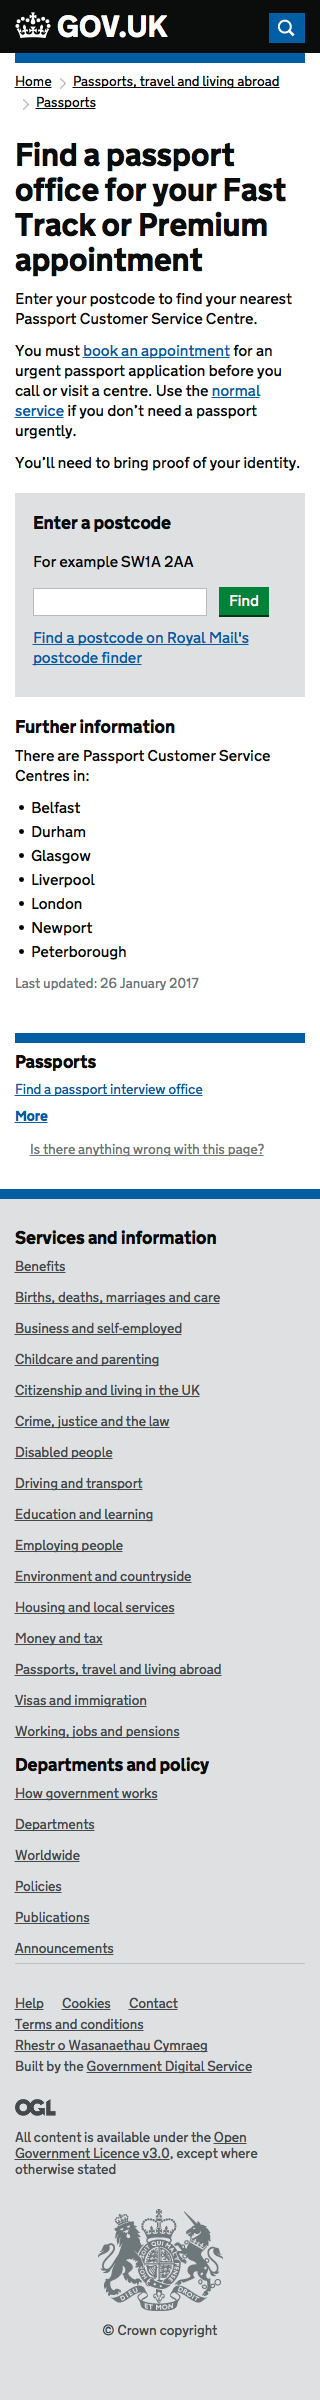 GOV.UK
Home > Passports, travel and living abroad
> Passports
Find a passport
office for your Fast
Track or Premium
appointment
Enter your postcode to find your nearest
Passport Customer Service Centre.
You must book an appointment for an
urgent passport application before you
call or visit a centre. Use the normal
service if you don’t need a passport
urgently.
You’ll need to bring proof of your identity.
Enter a postcode
For example SW1A 2AA
Find
Find a postcode on Royal Mail's
postcode finder
Further information
There are Passport Customer Service
Centres in:
• Belfast
• Durham
• Glasgow
• Liverpool
• London
• Newport
• Peterborough
Last updated: 26 January 2017
Passports
Find a passport interview office
More
Is there anything wrong with this page?
Services and information
Benefits
Births, deaths, marriages and care
Business and self-employed
Childcare and parenting
Citizenship and living in the UK
Crime, justice and the law
Disabled people
Driving and transport
Education and learning
Employing people
Environment and countryside
Housing and local services
Money and tax
Passports, travel and living abroad
Visas and immigration
Working, jobs and pensions
Departments and policy
How government works
Departments
Worldwide
Policies
Publications
Announcements
Help Cookies Contact
Terms and conditions
Rhestr o Wasanaethau Cymraeg
Built by the Government Digital Service
OGL
All content is available under the Open
Government Licence v3.0, except where
otherwise stated
DIEU ET MON DROIT
© Crown copyright